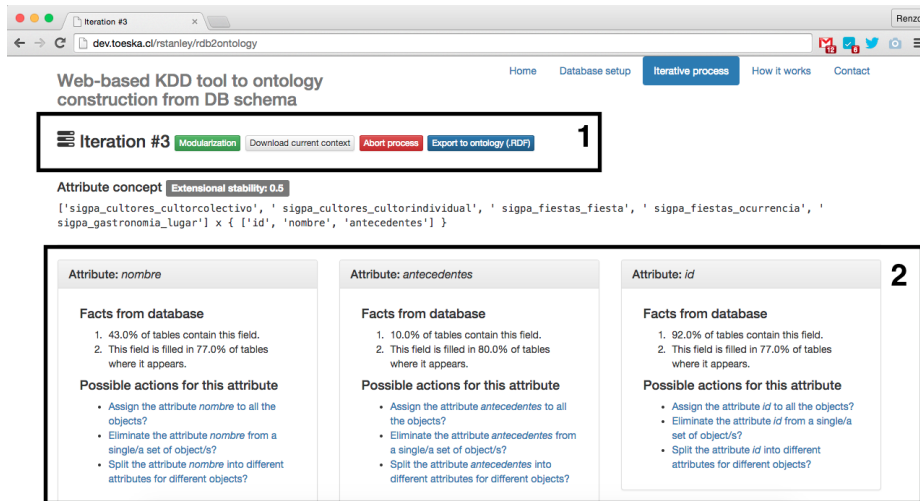 Iteration #3
Renzo
dev.toeska.cl/rstanley/rdb2ontology
12
6
Web-based KDD tool to ontology
construction from DB schema
Home Database setup Iterative process How it works Contact
Iteration #3 Modularization Download current context Abort process Export to ontology (.RDF) 1
Attribute concept Extensional stability: 0.5
['sigpa_cultores_cultorcolectivo', ' sigpa_cultores_cultorindividual', ' sigpa_fiestas_fiesta', ' sigpa_fiestas_ocurrencia', '
sigpa_gastronomia_lugar'] x { ['id', 'nombre', 'antecedentes'] }
2
Attribute: nombre
Facts from database
1. 43.0% of tables contain this field.
2. This field is filled in 77.0% of tables
where it appears.
Possible actions for this attribute
• Assign the attribute nombre to all the
objects?
• Eliminate the attribute nombre from a
single/a set of object/s?
• Split the attribute nombre into different
attributes for different objects?
Attribute: antecedentes
Facts from database
1. 10.0% of tables contain this field.
2. This field is filled in 80.0% of tables
where it appears.
Possible actions for this attribute
• Assign the attribute antecedentes to all
the objects?
• Eliminate the attribute antecedentes from
a single/a set of object/s?
• Split the attribute antecedentes into
different attributes for different objects?
Attribute: id
Facts from database
1. 92.0% of tables contain this field.
2. This field is filled in 77.0% of tables
where it appears.
Possible actions for this attribute
• Assign the attribute id to all the objects?
• Eliminate the attribute id from a single/a
set of object/s?
• Split the attribute id into different
attributes for different objects?